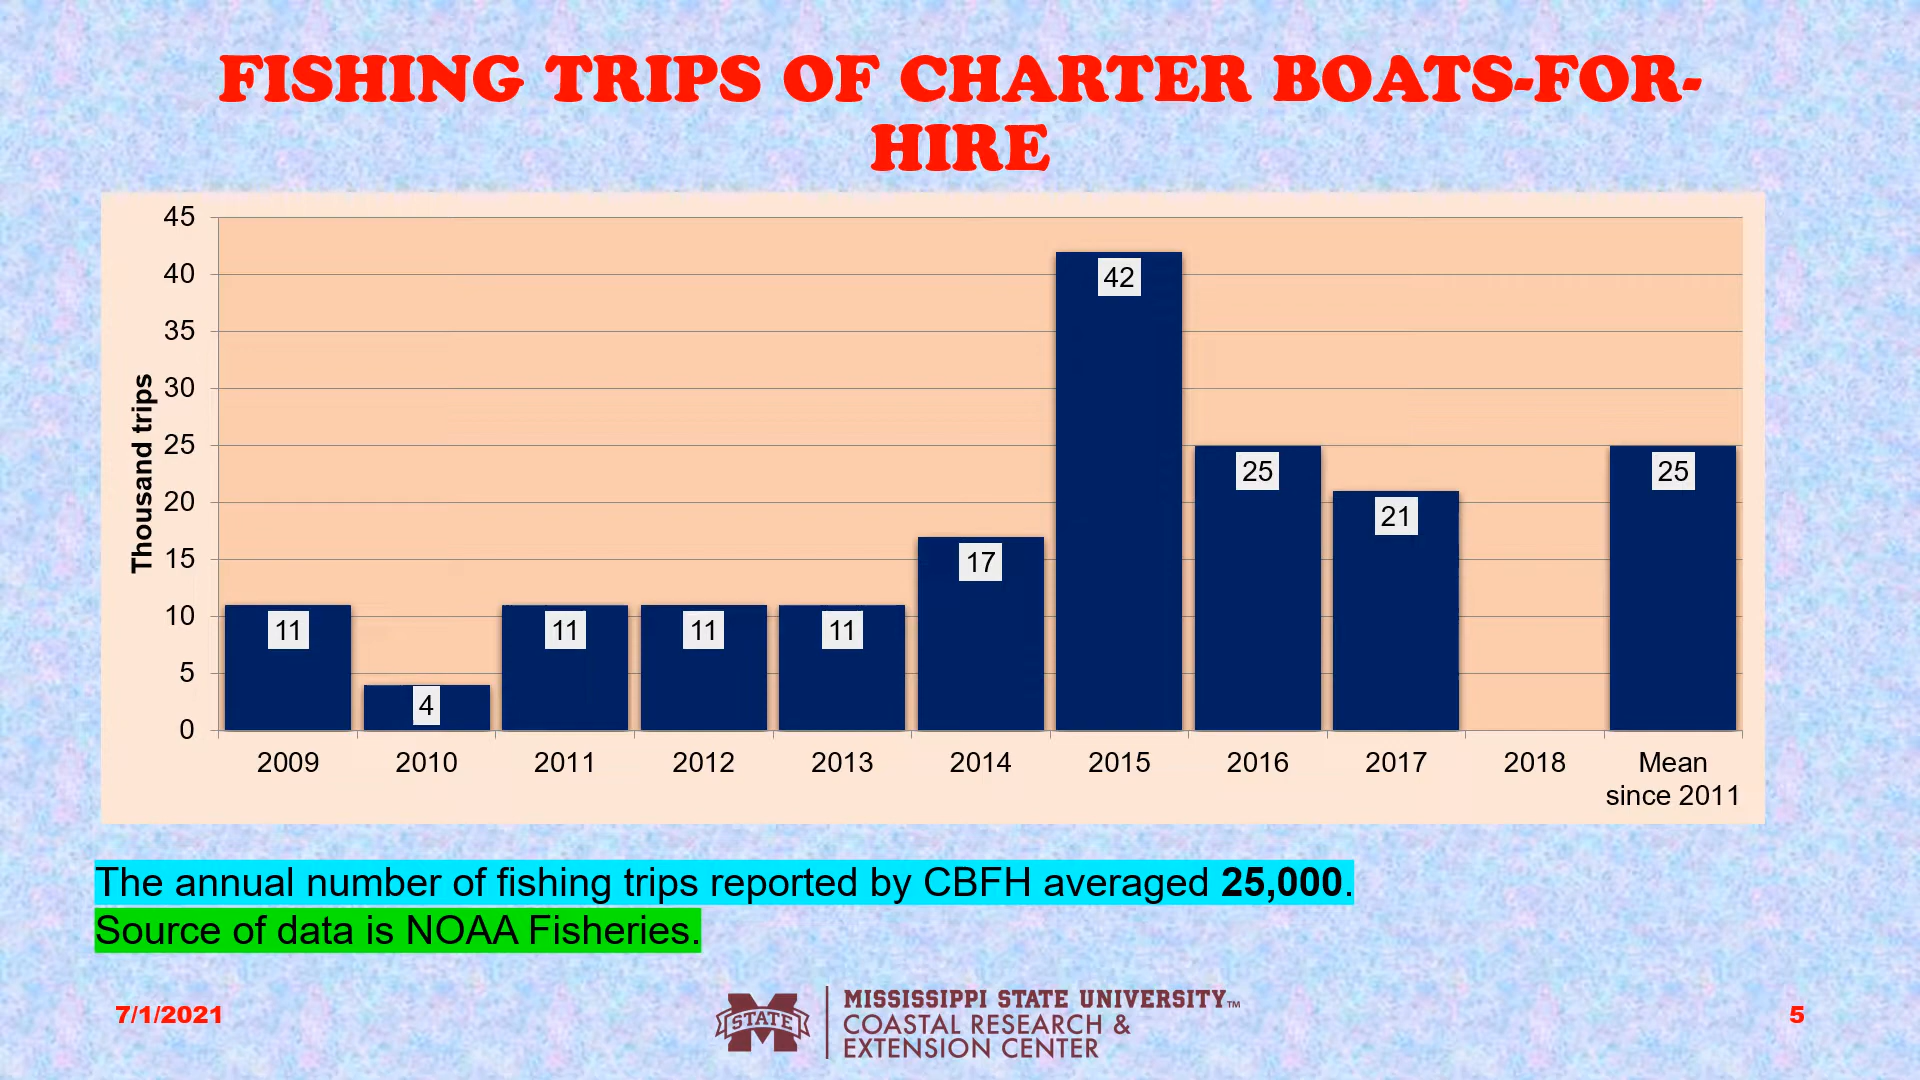 FISHING TRIPS OF CHARTER BOATS-FOR-
HIRE
45
40
35
30
25
20
15
10
5
0
Thousand trips
11
4
11
11
11
17
42
25
21
25
2009
2010
2011
2012
2013
2014
2015
2016
2017
2018
Mean
since 2011
The annual number of fishing trips reported by CBFH averaged 25,000.
Source of data is NOAA Fisheries.
7/1/2021
STATE
MISSISSIPPI STATE UNIVERSITY™
COASTAL RESEARCH &
EXTENSION CENTER
5